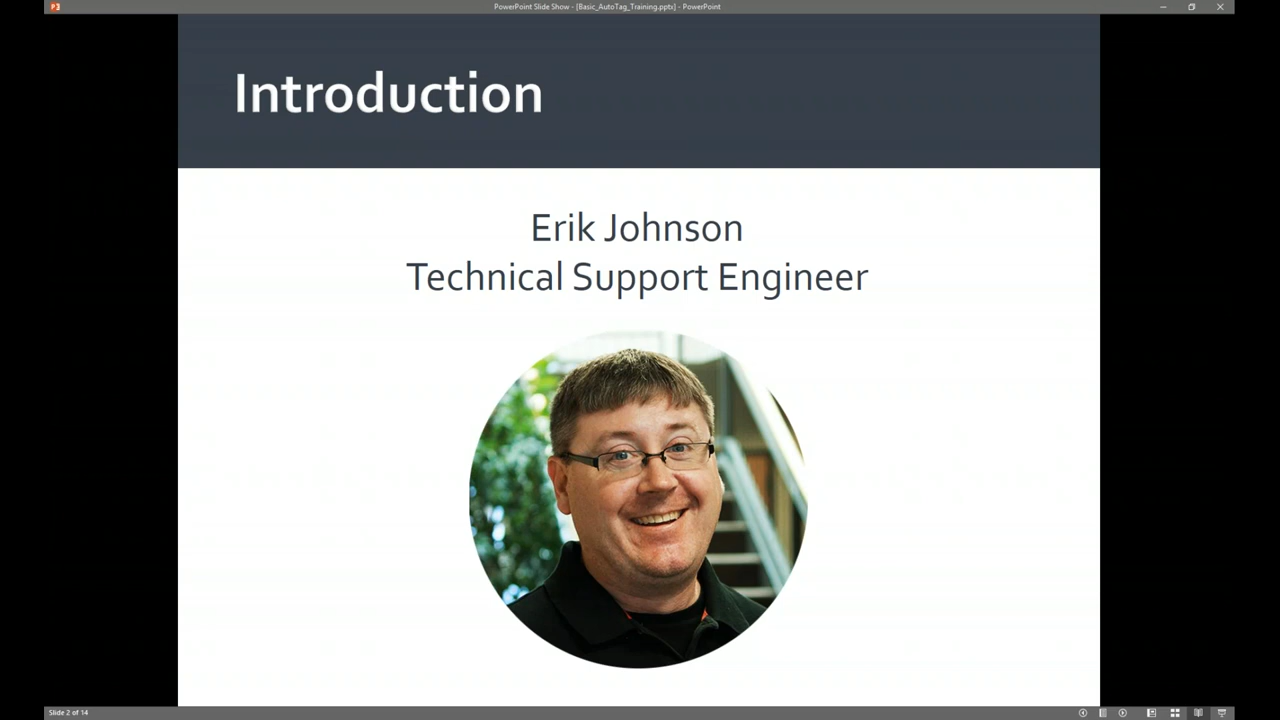 PowerPoint Slide Show - [Basic_AutoTag_Training.pptx] - PowerPoint
Introduction
Erik Johnson
Technical Support Engineer
Slide 2 of 14